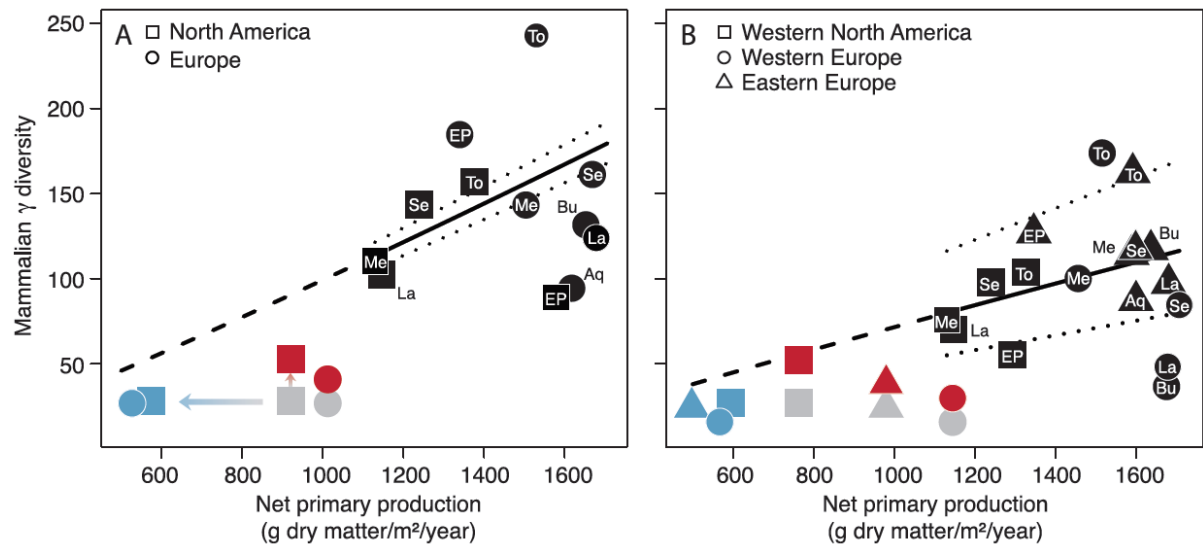 A
North America
Europe
Mammalian γ diversity
250
200
150
100
50
To
EP
To
Se
Se
Me
Bu
La
Me
La
Aq
EP
600
800
1000
1200
1400
1600
Net primary production
(g dry matter/m²/year)
B
Western North America
Western Europe
Eastern Europe
To
To
EP
Bu
Me
Se
Se
To
Me
La
Aq
Se
Me
La
EP
La
Bu
600
800
1000
1200
1400
1600
Net primary production
(g dry matter/m²/year)